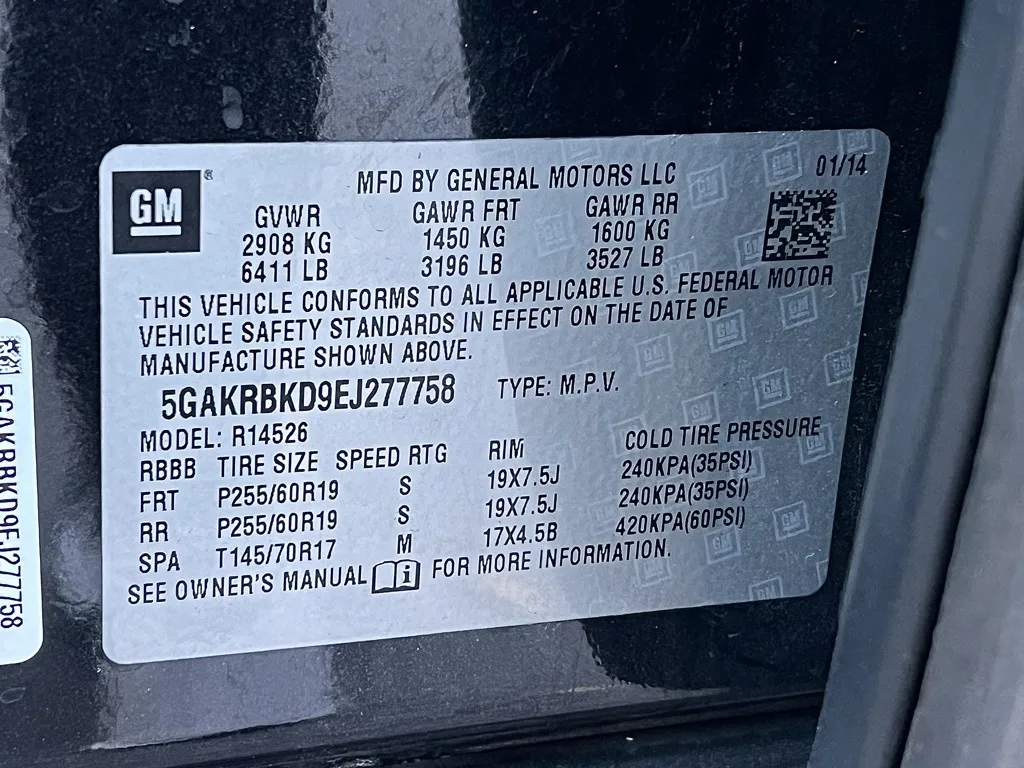 GM
MFD BY GENERAL MOTORS LLC 01/14
GVWR GAWR FRT GAWR RR
2908 KG 1450 KG 1600 KG
6411 LB 3196 LB 3527 LB
THIS VEHICLE CONFORMS TO ALL APPLICABLE U.S. FEDERAL MOTOR
VEHICLE SAFETY STANDARDS IN EFFECT ON THE DATE OF
MANUFACTURE SHOWN ABOVE.
5GAKRBKD9EJ277758 TYPE: M.P.V.
MODEL: R14526
RBBB TIRE SIZE SPEED RTG RIM COLD TIRE PRESSURE
FRT P255/60R19 S 19X7.5J 240KPA(35PSI)
RR P255/60R19 S 19X7.5J 240KPA(35PSI)
SPA T145/70R17 M 17X4.5B 420KPA(60PSI)
SEE OWNER'S MANUAL i FOR MORE INFORMATION.
5GAKRBKD9EJ277758